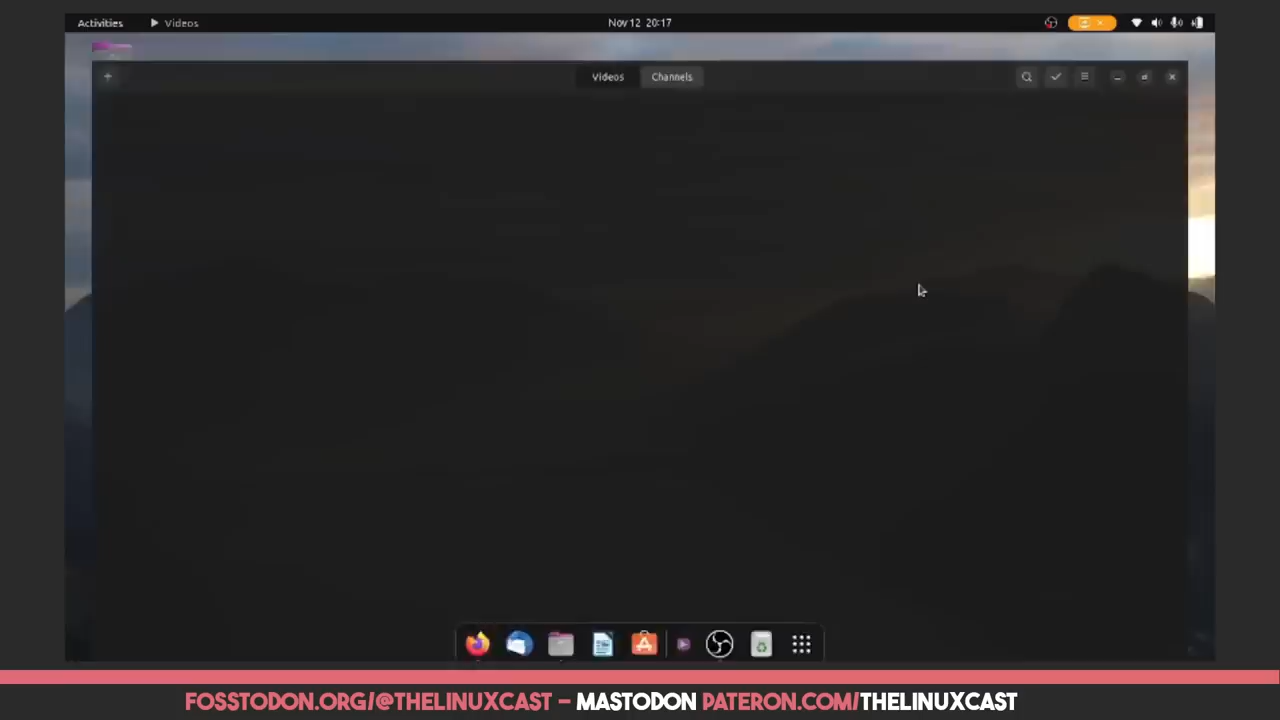 Activities
Videos
Nov 12 20:17
Videos
Channels
FOSSTODON.ORG/@THELINUXCAST – MASTODON PATERON.COM/THELINUXCAST